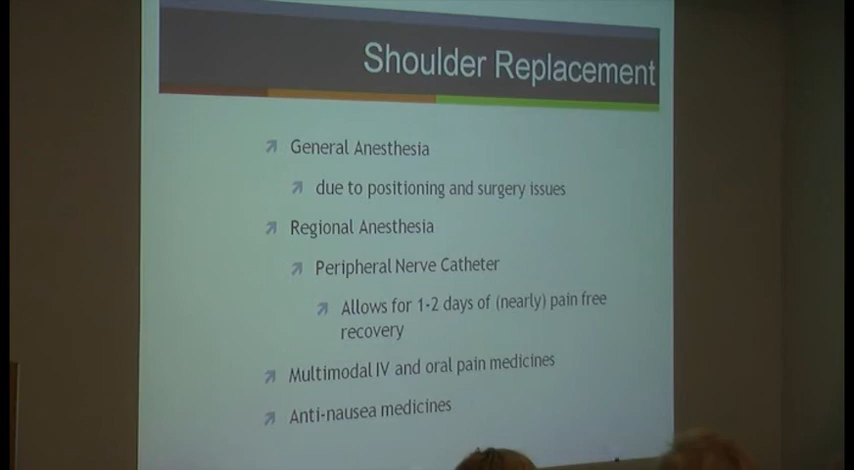 Shoulder Replacement
General Anesthesia
due to positioning and surgery issues
Regional Anesthesia
Peripheral Nerve Catheter
Allows for 1-2 days of (nearly) pain free
recovery
Multimodal IV and oral pain medicines
Anti-nausea medicines